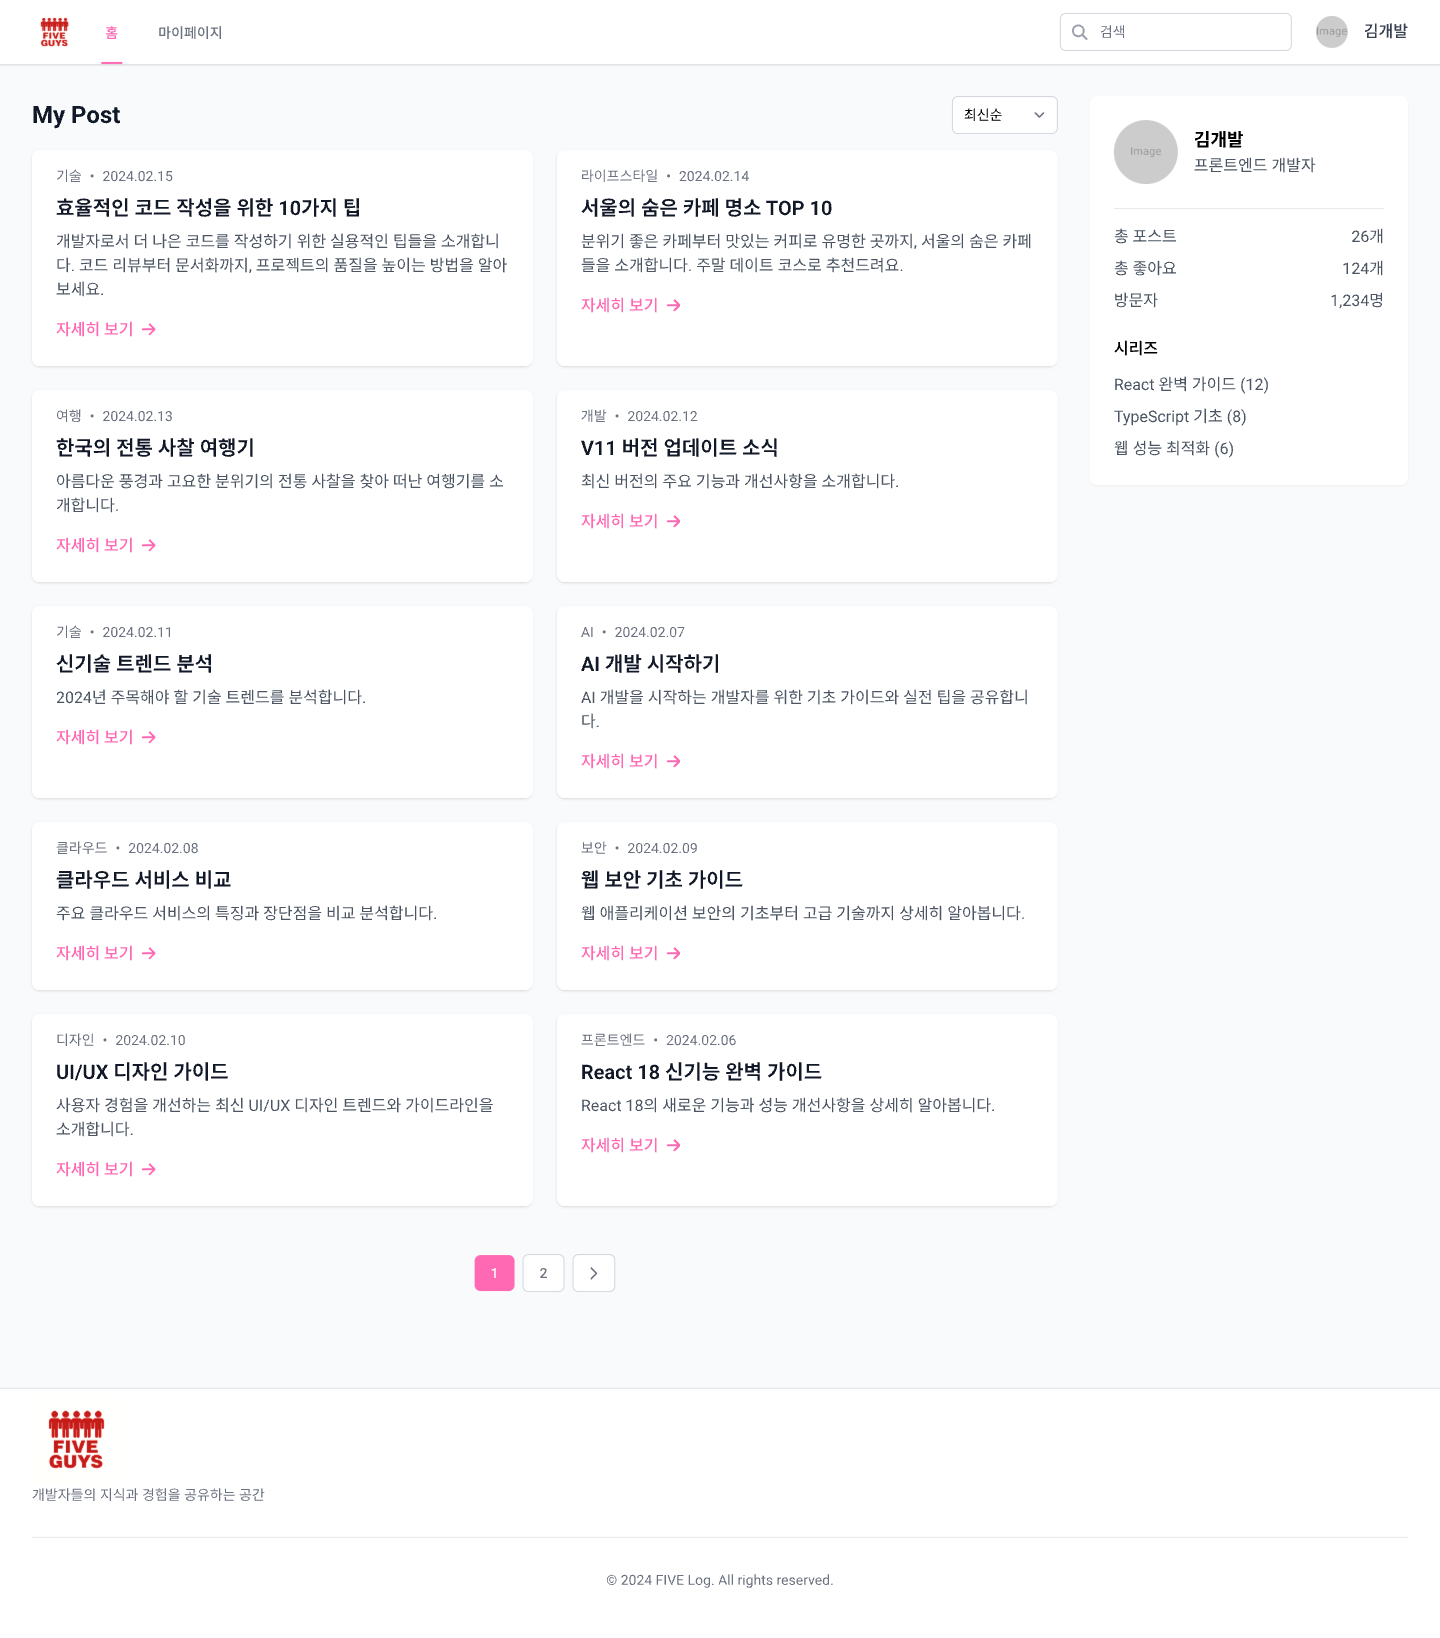 FIVE
GUYS
홈
마이페이지
검색
Image
김개발
My Post
최신순
기술 • 2024.02.15
효율적인 코드 작성을 위한 10가지 팁
개발자로서 더 나은 코드를 작성하기 위한 실용적인 팁들을 소개합니
다. 코드 리뷰부터 문서화까지, 프로젝트의 품질을 높이는 방법을 알아
보세요.
자세히 보기 →
라이프스타일 • 2024.02.14
서울의 숨은 카페 명소 TOP 10
분위기 좋은 카페부터 맛있는 커피로 유명한 곳까지, 서울의 숨은 카페
들을 소개합니다. 주말 데이트 코스로 추천드려요.
자세히 보기 →
여행 • 2024.02.13
한국의 전통 사찰 여행기
아름다운 풍경과 고요한 분위기의 전통 사찰을 찾아 떠난 여행기를 소
개합니다.
자세히 보기 →
개발 • 2024.02.12
V11 버전 업데이트 소식
최신 버전의 주요 기능과 개선사항을 소개합니다.
자세히 보기 →
기술 • 2024.02.11
신기술 트렌드 분석
2024년 주목해야 할 기술 트렌드를 분석합니다.
자세히 보기 →
AI • 2024.02.07
AI 개발 시작하기
AI 개발을 시작하는 개발자를 위한 기초 가이드와 실전 팁을 공유합니
다.
자세히 보기 →
클라우드 • 2024.02.08
클라우드 서비스 비교
주요 클라우드 서비스의 특징과 장단점을 비교 분석합니다.
자세히 보기 →
보안 • 2024.02.09
웹 보안 기초 가이드
웹 애플리케이션 보안의 기초부터 고급 기술까지 상세히 알아봅니다.
자세히 보기 →
디자인 • 2024.02.10
UI/UX 디자인 가이드
사용자 경험을 개선하는 최신 UI/UX 디자인 트렌드와 가이드라인을
소개합니다.
자세히 보기 →
프론트엔드 • 2024.02.06
React 18 신기능 완벽 가이드
React 18의 새로운 기능과 성능 개선사항을 상세히 알아봅니다.
자세히 보기 →
1
2
Image
김개발
프론트엔드 개발자
총 포스트 26개
총 좋아요 124개
방문자 1,234명
시리즈
React 완벽 가이드 (12)
TypeScript 기초 (8)
웹 성능 최적화 (6)
FIVE
GUYS
개발자들의 지식과 경험을 공유하는 공간
© 2024 FIVE Log. All rights reserved.